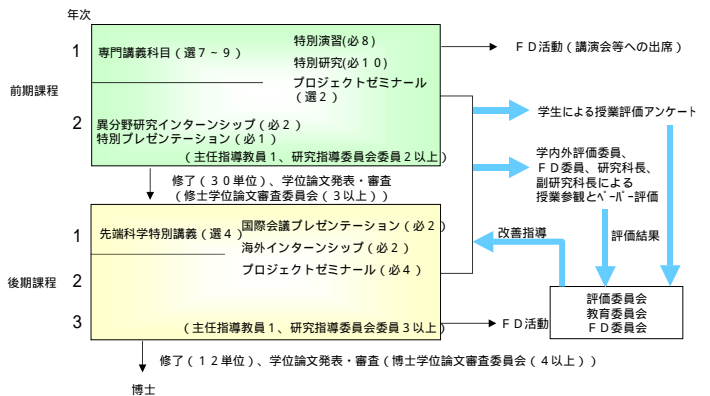 年次
1
専門講義科目(選7~9)
特別演習(必8)
特別研究(必10)
プロジェクトゼミナール
(選2)
前期課程
2
異分野研究インターンシップ(必2)
特別プレゼンテーション(必1)
(主任指導教員1、研究指導委員会委員2以上)
FD活動(講演会等への出席)
学生による授業評価アンケート
学内外評価委員、
FD委員、研究科長、
副研究科長による
授業参観とペーパー評価
修了(30単位)、学位論文発表・審査
(修士学位論文審査委員会(3以上))
1
先端科学特別講義(選4)
国際会議プレゼンテーション(必2)
海外インターンシップ(必2)
プロジェクトゼミナール(必4)
後期課程
2
3
(主任指導教員1、研究指導委員会委員3以上)
改善指導
評価結果
評価委員会
教育委員会
FD委員会
FD活動
修了(12単位)、学位論文発表・審査(博士学位論文審査委員会(4以上))
博士